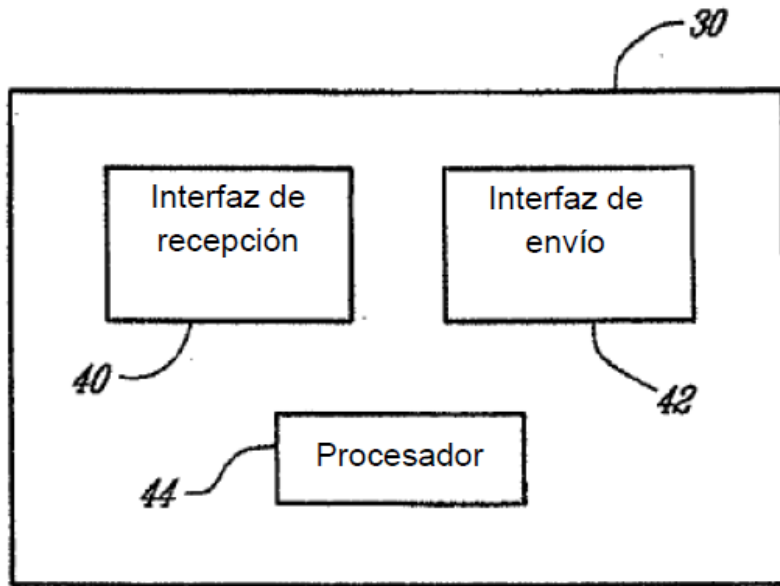 30
Interfaz de
recepción
Interfaz de
envío
40
42
Procesador
44